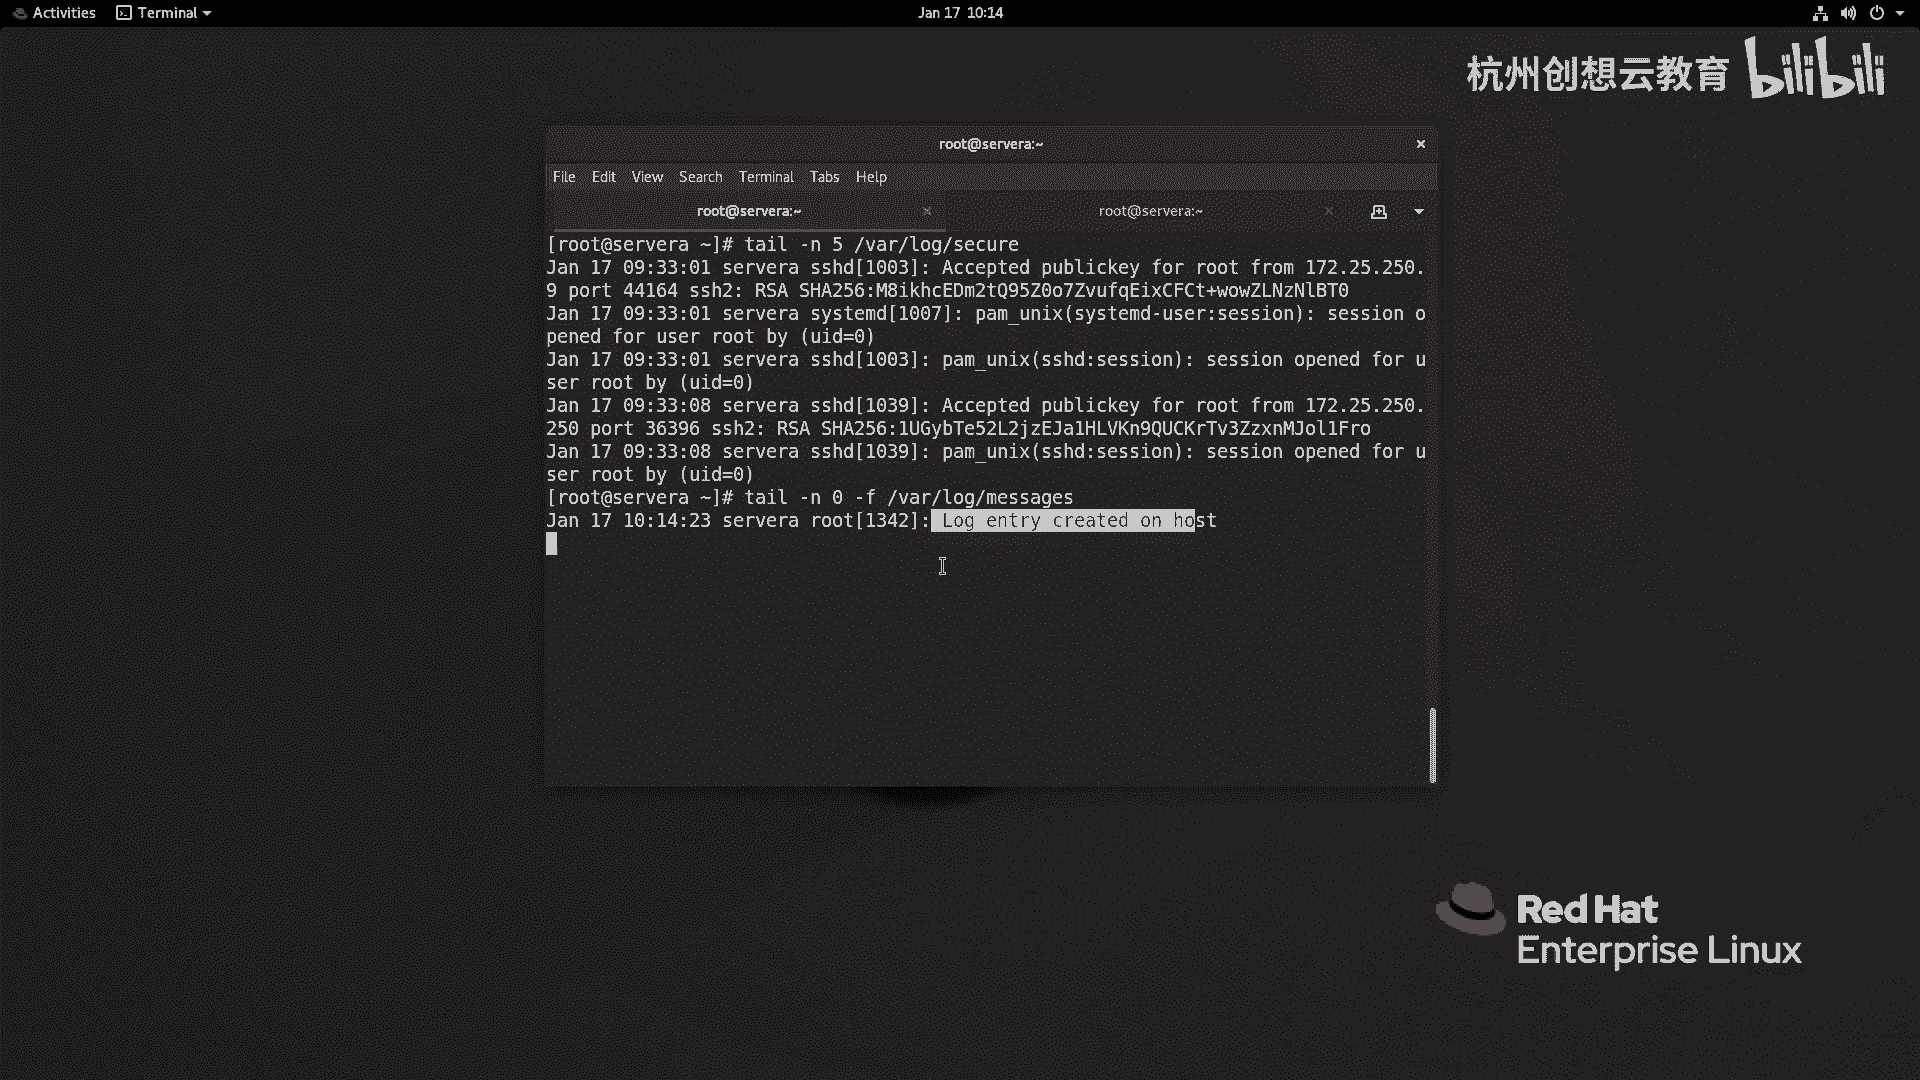 Activities Terminal Jan 17 10:14
杭州创想云教育 bilibili
root@servera:~
File Edit View Search Terminal Tabs Help
root@servera:~ root@servera:~
[root@servera ~]# tail -n 5 /var/log/secure
Jan 17 09:33:01 servera sshd[1003]: Accepted publickey for root from 172.25.250.
9 port 44164 ssh2: RSA SHA256:M8ikhcEDm2tQ95Z0o7ZvufqEixCFCt+wowZLNzNlBT0
Jan 17 09:33:01 servera systemd[1007]: pam_unix(systemd-user:session): session o
pened for user root by (uid=0)
Jan 17 09:33:01 servera sshd[1003]: pam_unix(sshd:session): session opened for u
ser root by (uid=0)
Jan 17 09:33:08 servera sshd[1039]: Accepted publickey for root from 172.25.250.
250 port 36396 ssh2: RSA SHA256:1UGybTe52L2jzEJa1HLVKn9QUCKrTv3ZzxnMJol1Fro
Jan 17 09:33:08 servera sshd[1039]: pam_unix(sshd:session): session opened for u
ser root by (uid=0)
[root@servera ~]# tail -n 0 -f /var/log/messages
Jan 17 10:14:23 servera root[1342]: Log entry created on host
Red Hat
Enterprise Linux